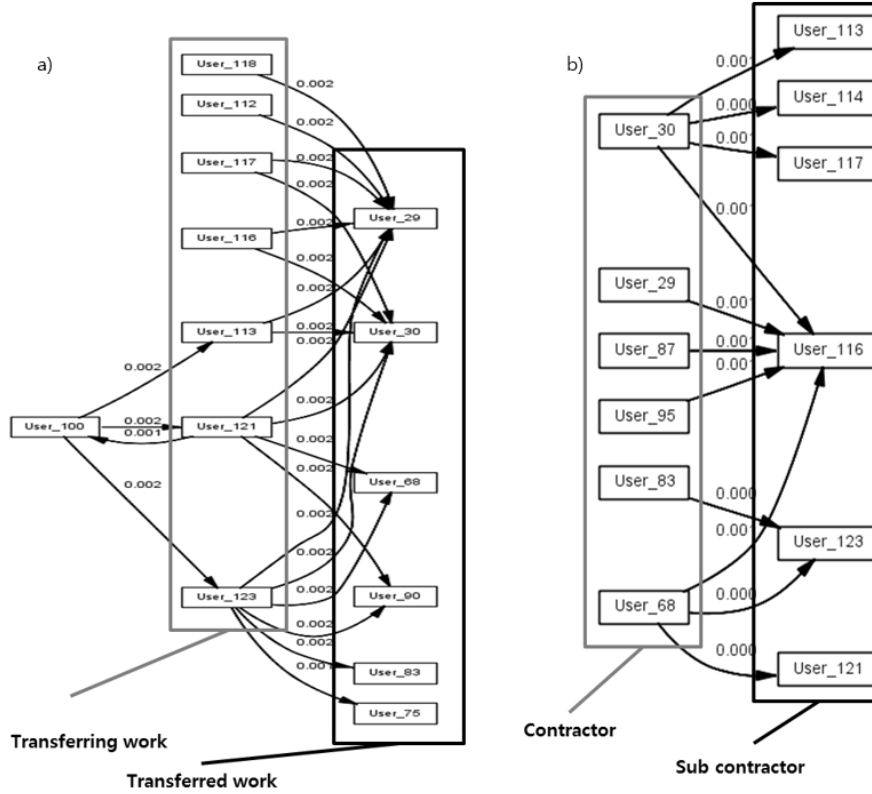 a)
User_118
0.002
User_112
0.002
User_117
0.002
0.002
User_29
User_116
0.002
0.002
0.002
User_113
0.002
0.002
User_30
0.002
User_100
0.002
0.001
User_121
0.002
0.002
0.002
User_68
0.002
0.002
0.002
User_123
0.002
User_90
0.002
0.002
0.001
User_83
User_75
Transferring work
Transferred work
b)
User_113
0.001
User_30
0.000
User_114
0.001
User_117
0.001
User_29
0.001
User_87
0.001
0.001
User_116
User_95
User_83
0.000
0.001
User_123
User_68
0.000
0.000
User_121
Contractor
Sub contractor